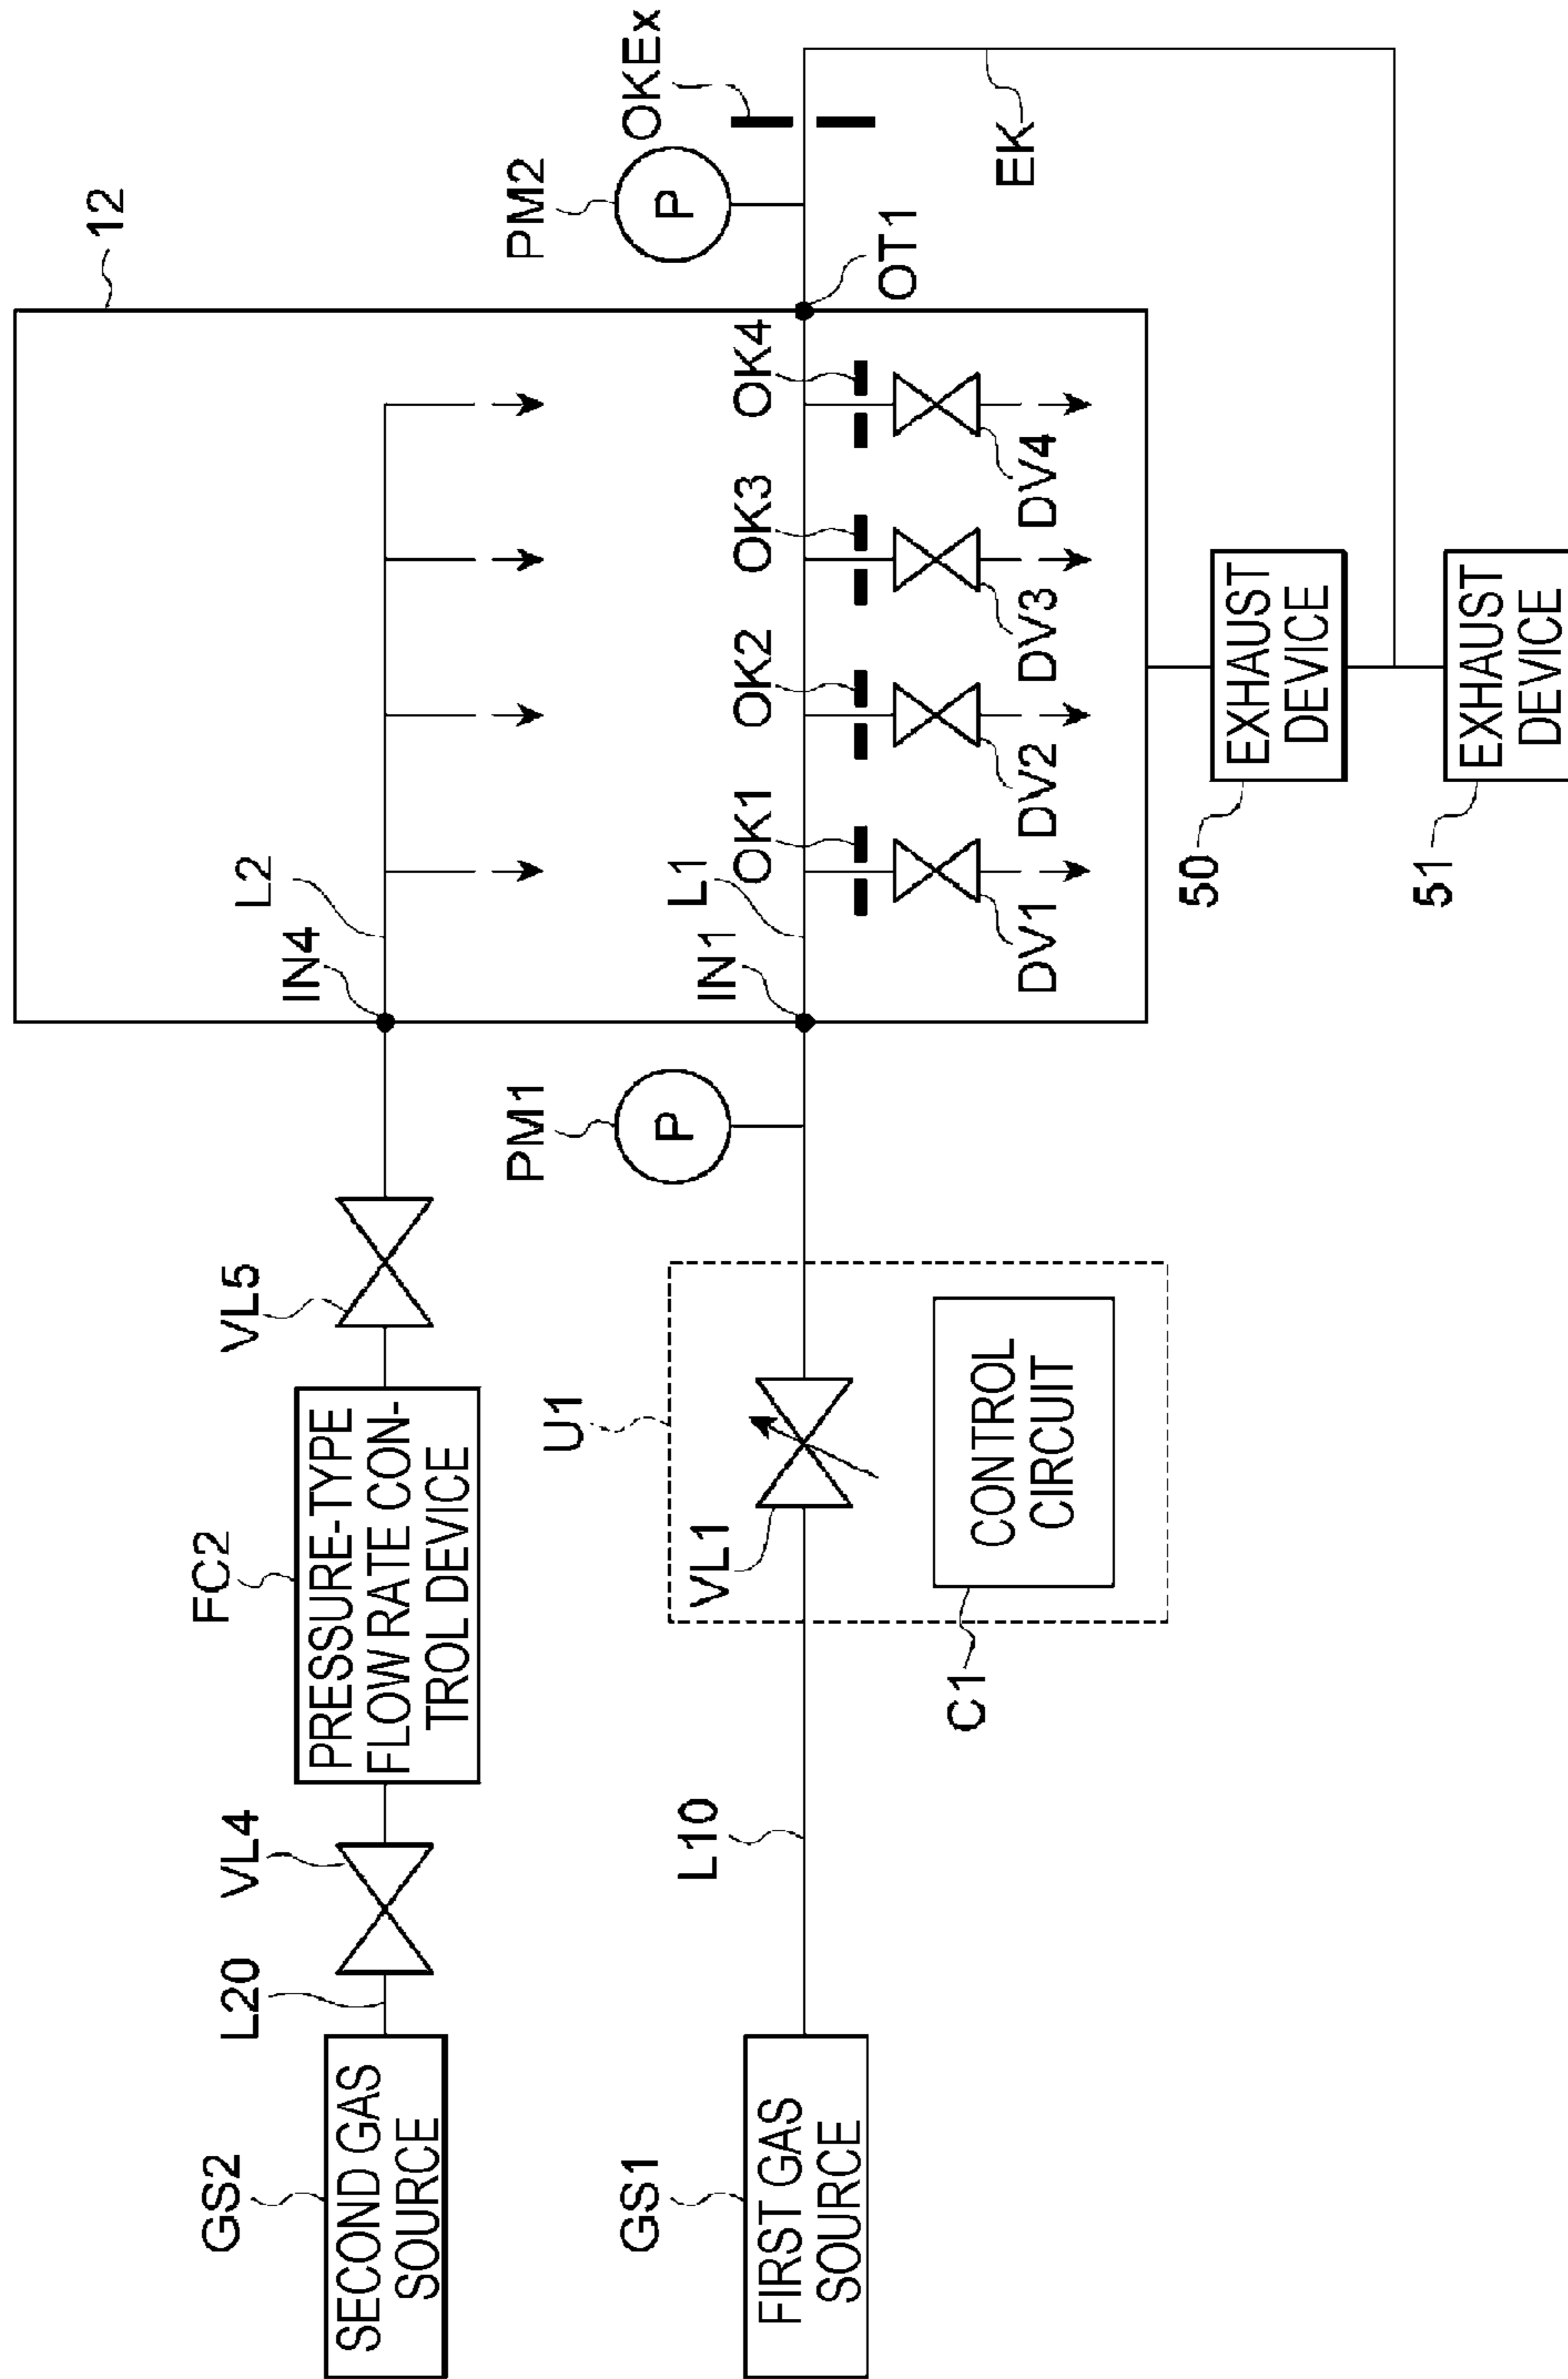 GS2
SECOND GAS
SOURCE
L20
VL4
FC2
PRESSURE-TYPE
FLOW RATE CON-
TROL DEVICE
VL5
IN4
L2
12
GS1
FIRST GAS
SOURCE
L10
U1
VL1
C1
CONTROL
CIRCUIT
PM1
P
IN1
L1
OK1
OK2
OK3
OK4
DV1
DV2
DV3
DV4
OT1
PM2
P
OKEx
EK
50
EXHAUST
DEVICE
51
EXHAUST
DEVICE